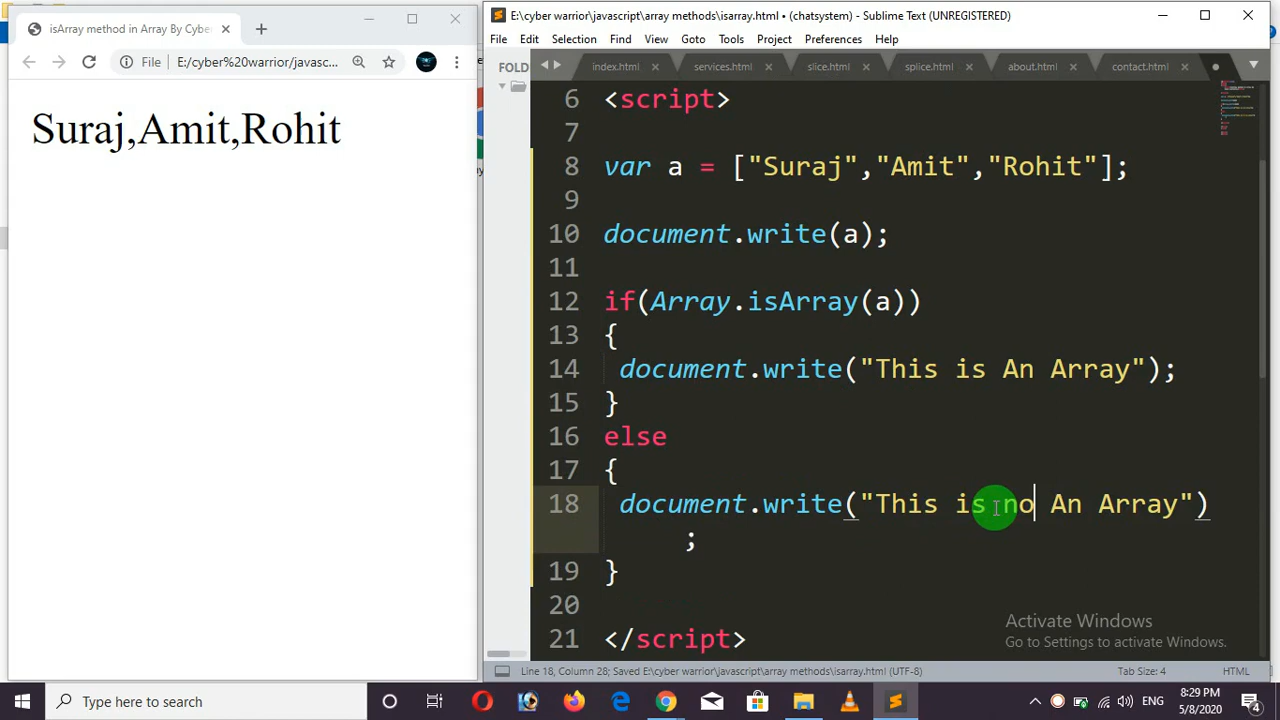 isArray method in Array By Cybe
File
E:/cyber%20warrior/javasc...
Suraj,Amit,Rohit
E:\cyber warrior\javascript\array methods\isarray.html • (chatsystem) - Sublime Text (UNREGISTERED)
File Edit Selection Find View Goto Tools Project Preferences Help
FOLD
index.html
services.html
slice.html
splice.html
about.html
contact.html
6 <script>
7
8 var a = ["Suraj","Amit","Rohit"];
9
10 document.write(a);
11
12 if(Array.isArray(a))
13 {
14 document.write("This is An Array");
15 }
16 else
17 {
18 document.write("This is no An Array")
;
19 }
20
21 </script>
Activate Windows
Go to Settings to activate Windows.
Line 18, Column 28; Saved E:\cyber warrior\javascript\array methods\isarray.html (UTF-8)
Tab Size: 4
HTML
Type here to search
ENG
8:29 PM
5/8/2020
4